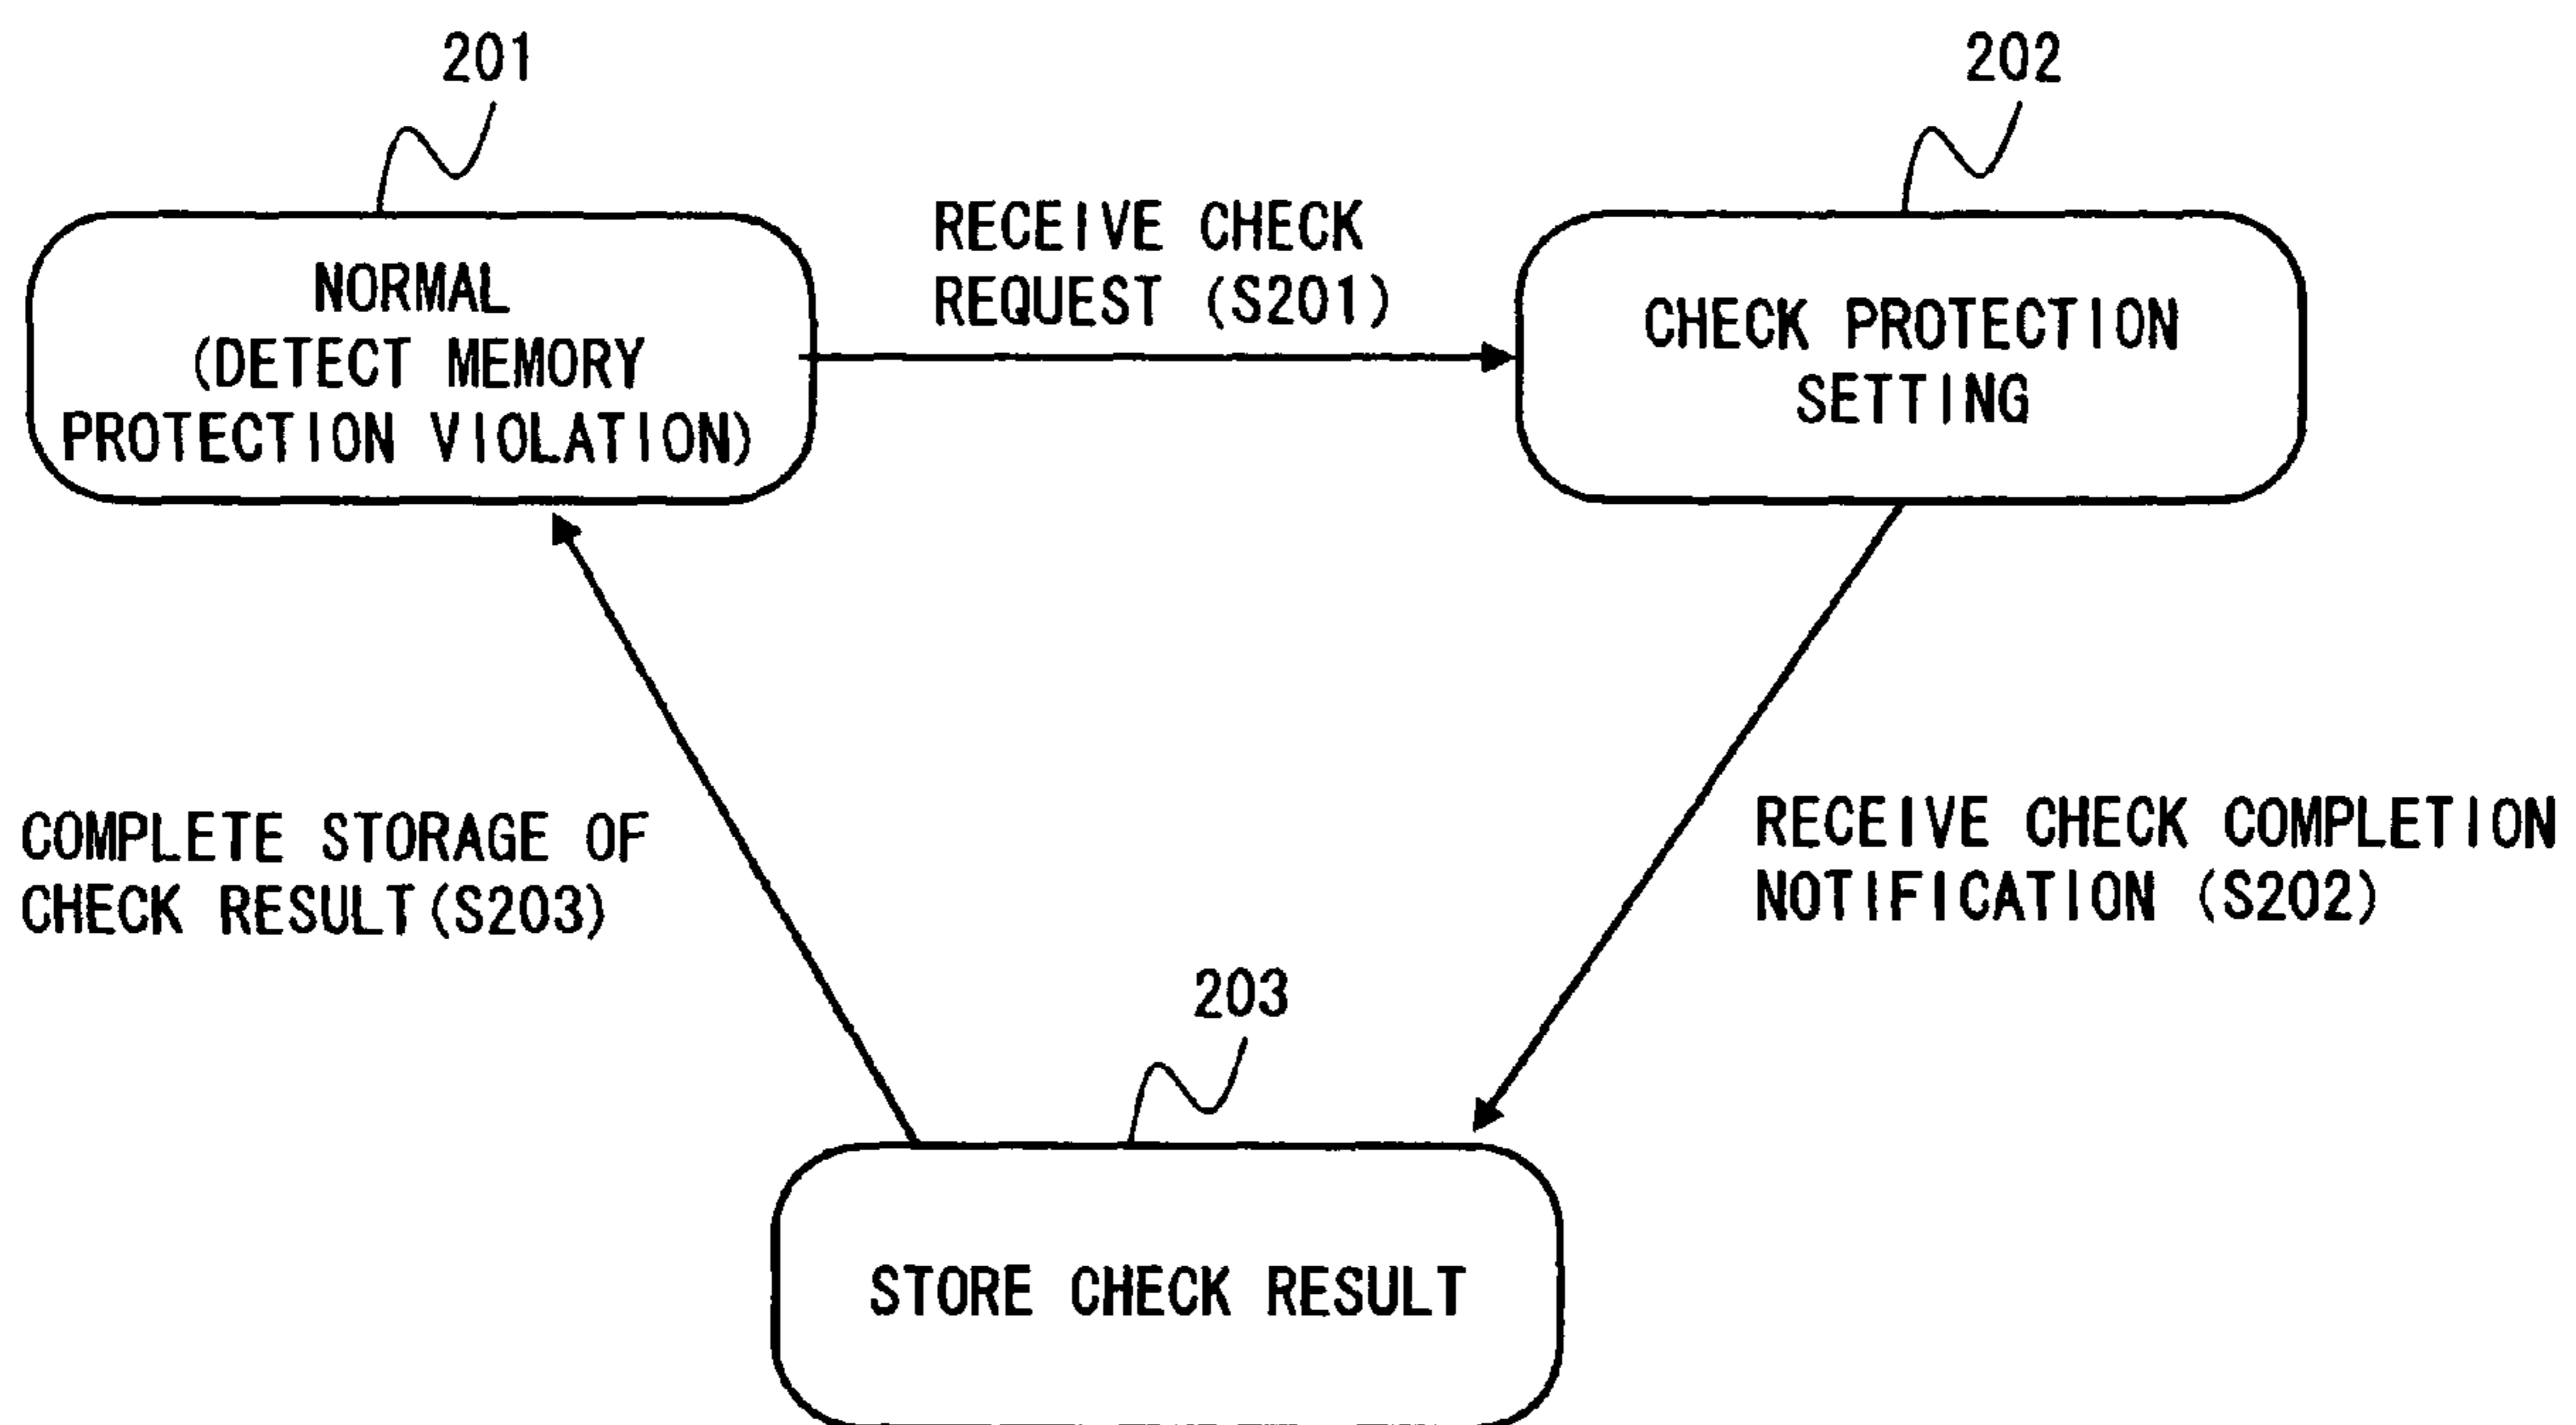 201
202
RECEIVE CHECK
REQUEST (S201)
NORMAL
(DETECT MEMORY
PROTECTION VIOLATION)
CHECK PROTECTION
SETTING
COMPLETE STORAGE OF
CHECK RESULT(S203)
RECEIVE CHECK COMPLETION
NOTIFICATION (S202)
203
STORE CHECK RESULT